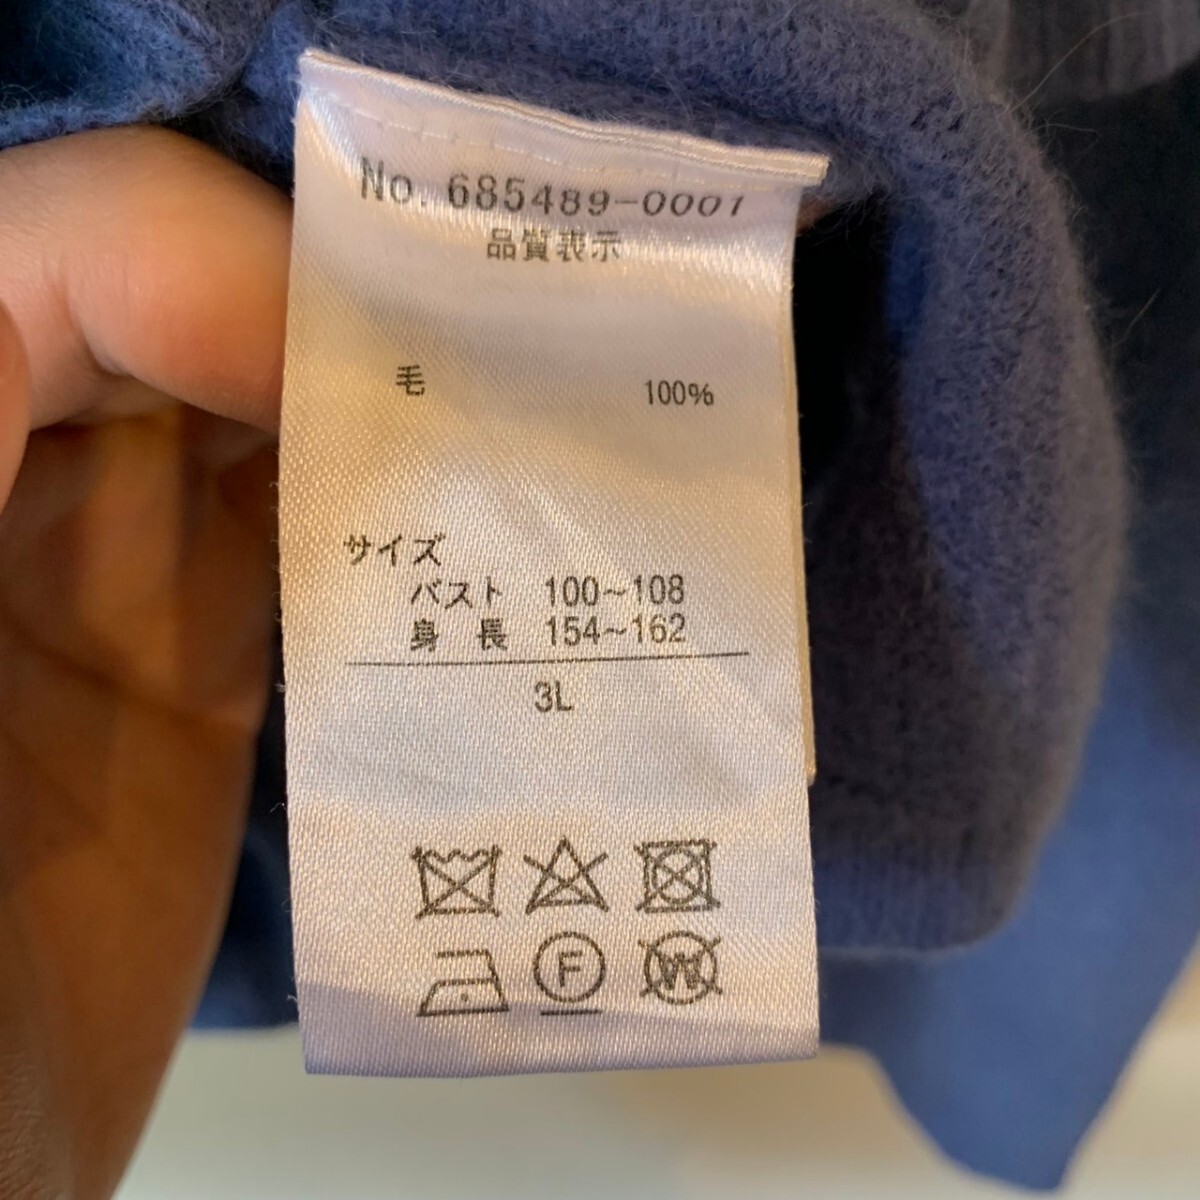 No. 685489-0001
品質表示
毛 100%
サイズ
バスト 100~108
身長 154~162
3L
F
W